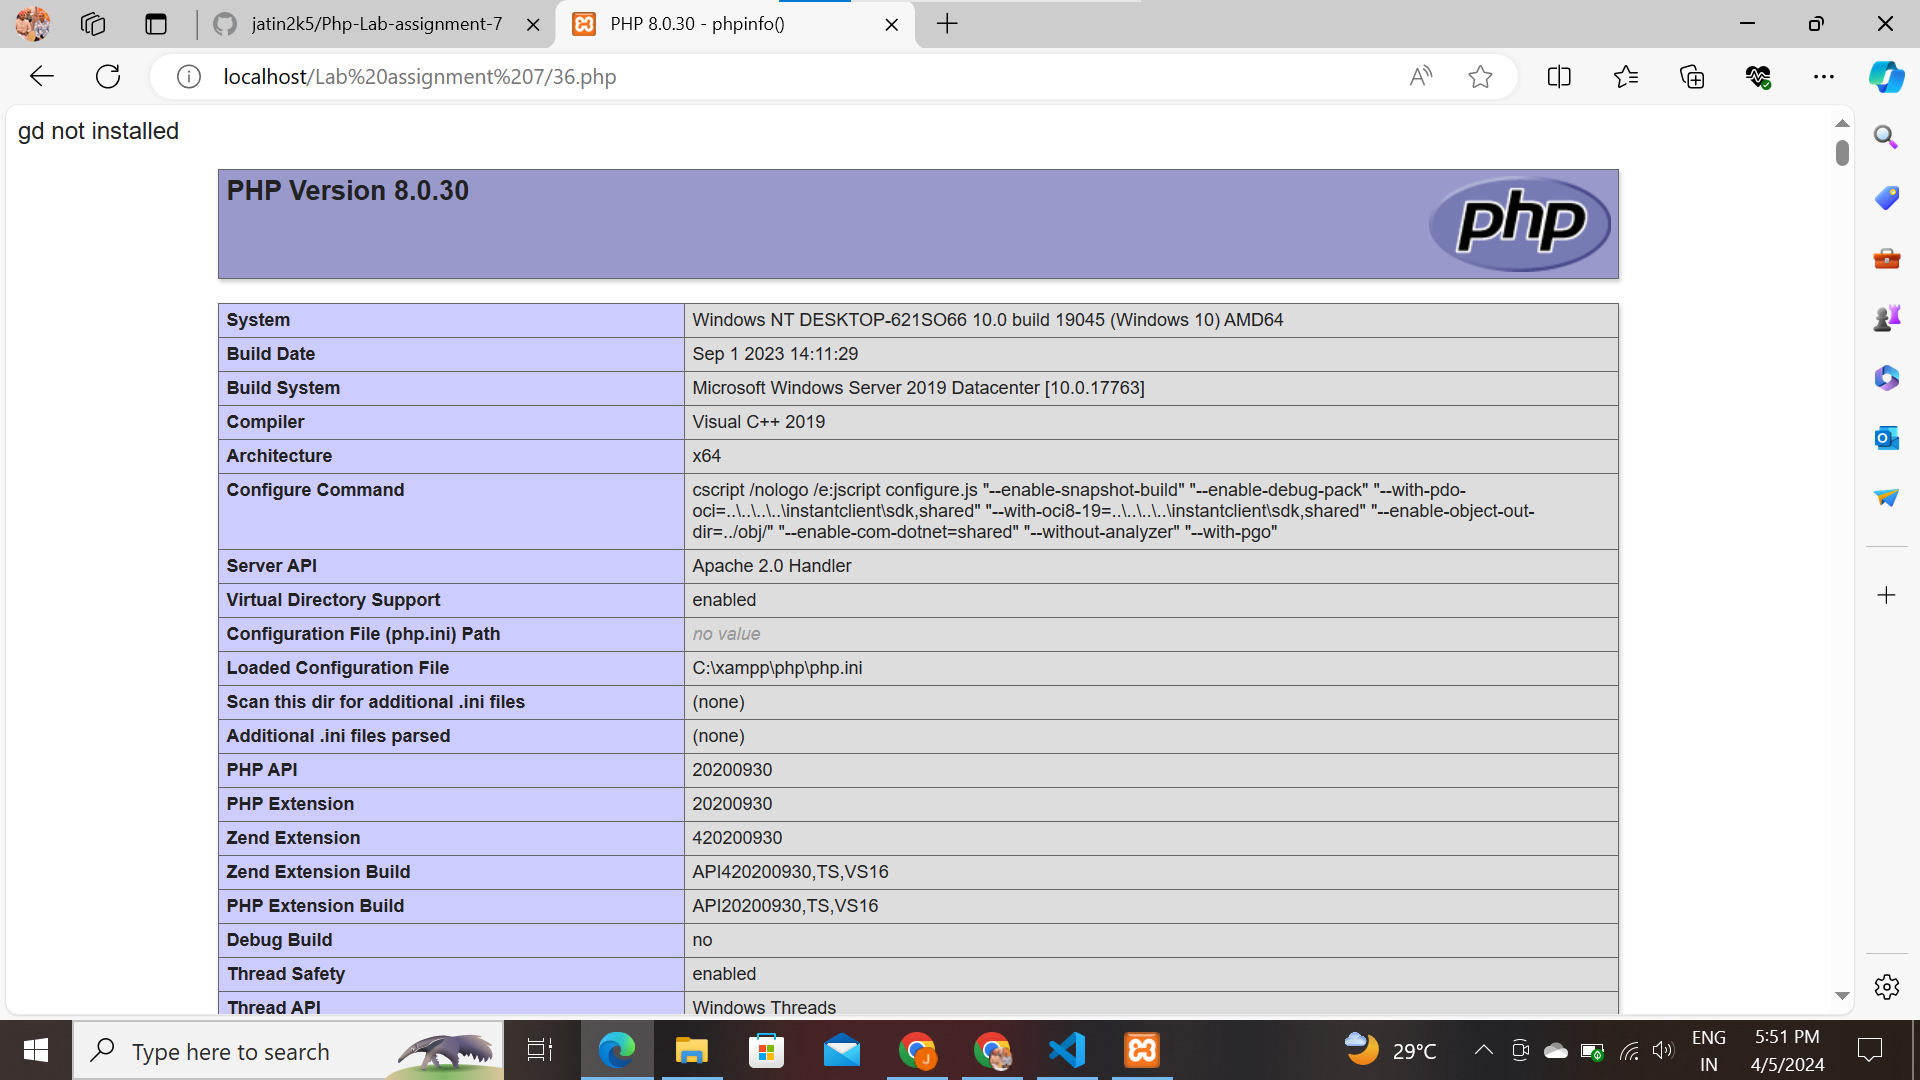 jatin2k5/Php-Lab-assignment-7
PHP 8.0.30 - phpinfo()
localhost/Lab%20assignment%207/36.php
gd not installed
PHP Version 8.0.30
php
System Windows NT DESKTOP-621SO66 10.0 build 19045 (Windows 10) AMD64
Build Date Sep 1 2023 14:11:29
Build System Microsoft Windows Server 2019 Datacenter [10.0.17763]
Compiler Visual C++ 2019
Architecture x64
Configure Command cscript /nologo /e:jscript configure.js "--enable-snapshot-build" "--enable-debug-pack" "--with-pdo-
oci=..\..\..\..\instantclient\sdk,shared" "--with-oci8-19=..\..\..\..\instantclient\sdk,shared" "--enable-object-out-
dir=../obj/" "--enable-com-dotnet=shared" "--without-analyzer" "--with-pgo"
Server API Apache 2.0 Handler
Virtual Directory Support enabled
Configuration File (php.ini) Path no value
Loaded Configuration File C:\xampp\php\php.ini
Scan this dir for additional .ini files (none)
Additional .ini files parsed (none)
PHP API 20200930
PHP Extension 20200930
Zend Extension 420200930
Zend Extension Build API420200930,TS,VS16
PHP Extension Build API20200930,TS,VS16
Debug Build no
Thread Safety enabled
Thread API Windows Threads
Type here to search
29°C
ENG
IN
5:51 PM
4/5/2024